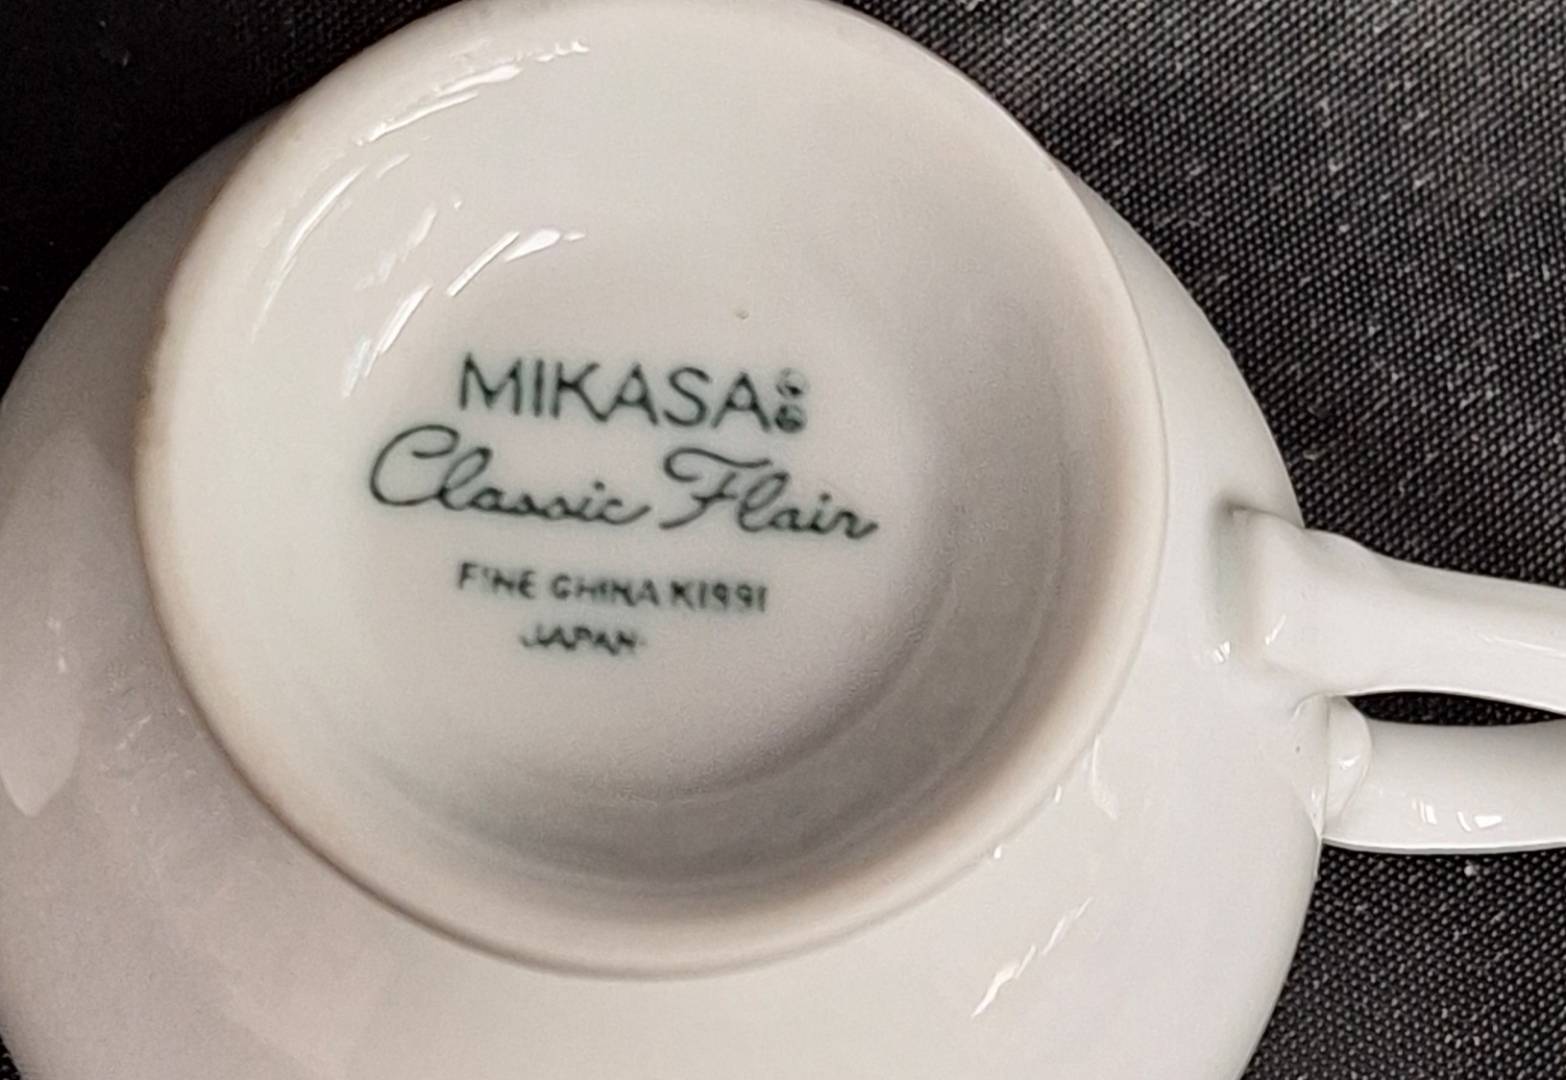 MIKASA
Classic Flair
FINE CHINA K1991
JAPAN